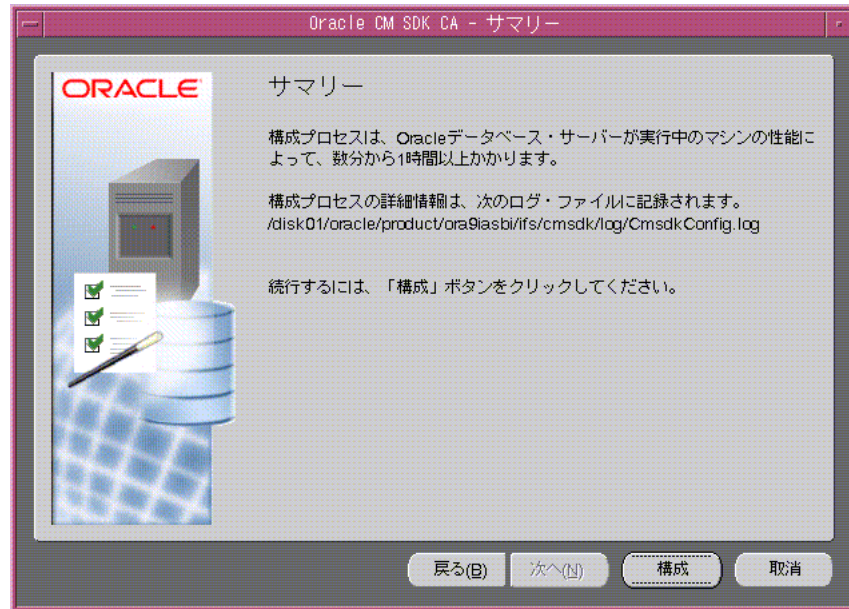 Oracle CM SDK CA - サマリー
ORACLE
サマリー
構成プロセスは、Oracleデータベース・サーバーが実行中のマシンの性能に
よって、数分から1時間以上かかります。
構成プロセスの詳細情報は、次のログ・ファイルに記録されます。
/disk01/oracle/product/ora9iasbi/ifs/cmsdk/log/CmsdkConfig.log
続行するには、「構成」ボタンをクリックしてください。
戻る(B) 次へ(N) 構成 取消